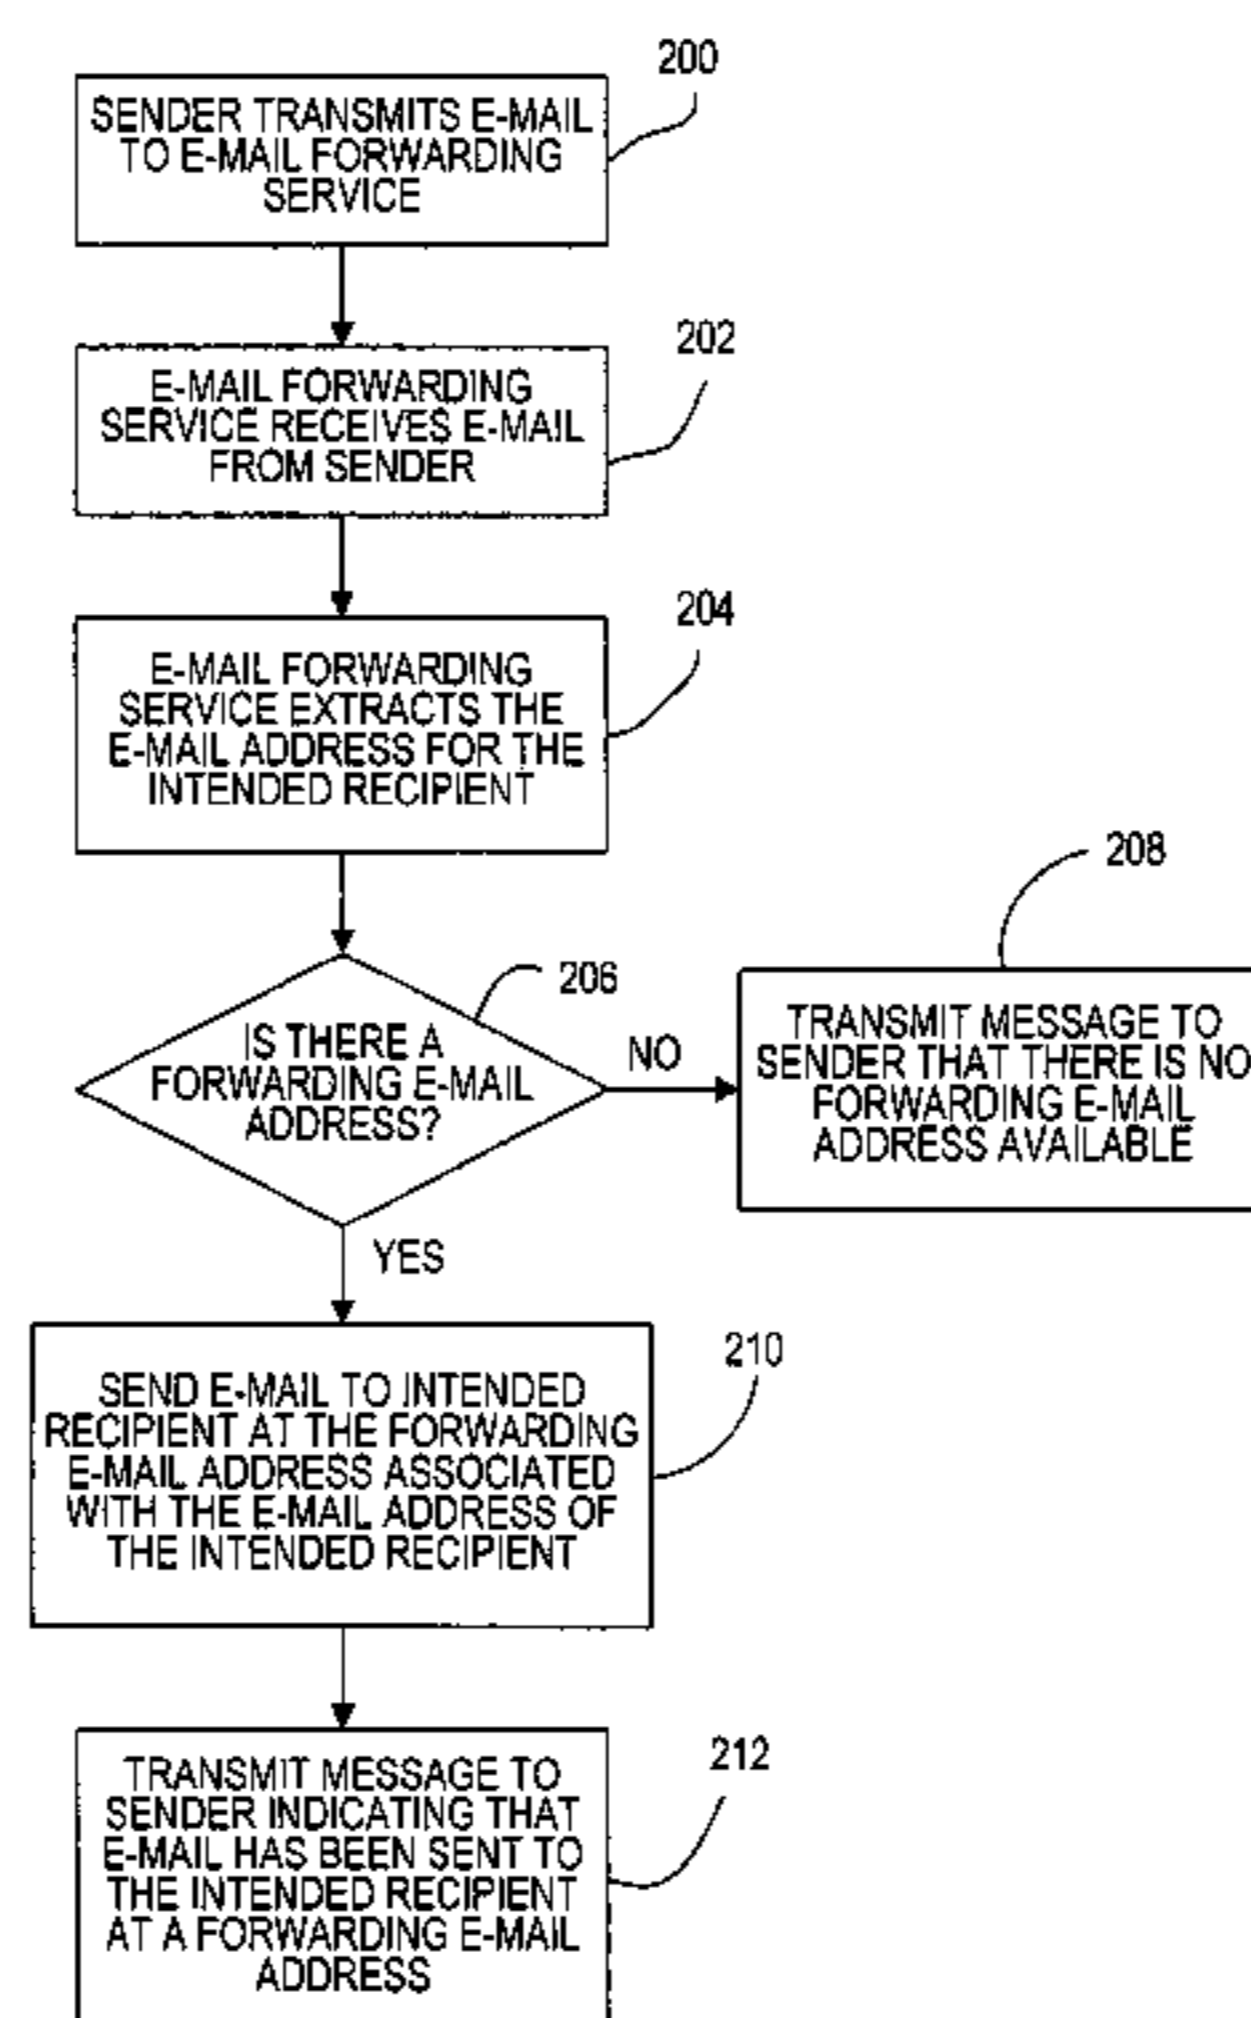 200
SENDER TRANSMITS E-MAIL
TO E-MAIL FORWARDING
SERVICE
202
E-MAIL FORWARDING
SERVICE RECEIVES E-MAIL
FROM SENDER
204
E-MAIL FORWARDING
SERVICE EXTRACTS THE
E-MAIL ADDRESS FOR THE
INTENDED RECIPIENT
206
IS THERE A
FORWARDING E-MAIL
ADDRESS?
NO
208
TRANSMIT MESSAGE TO
SENDER THAT THERE IS NO
FORWARDING E-MAIL
ADDRESS AVAILABLE
YES
210
SEND E-MAIL TO INTENDED
RECIPIENT AT THE FORWARDING
E-MAIL ADDRESS ASSOCIATED
WITH THE E-MAIL ADDRESS OF
THE INTENDED RECIPIENT
212
TRANSMIT MESSAGE TO
SENDER INDICATING THAT
E-MAIL HAS BEEN SENT TO
THE INTENDED RECIPIENT
AT A FORWARDING E-MAIL
ADDRESS